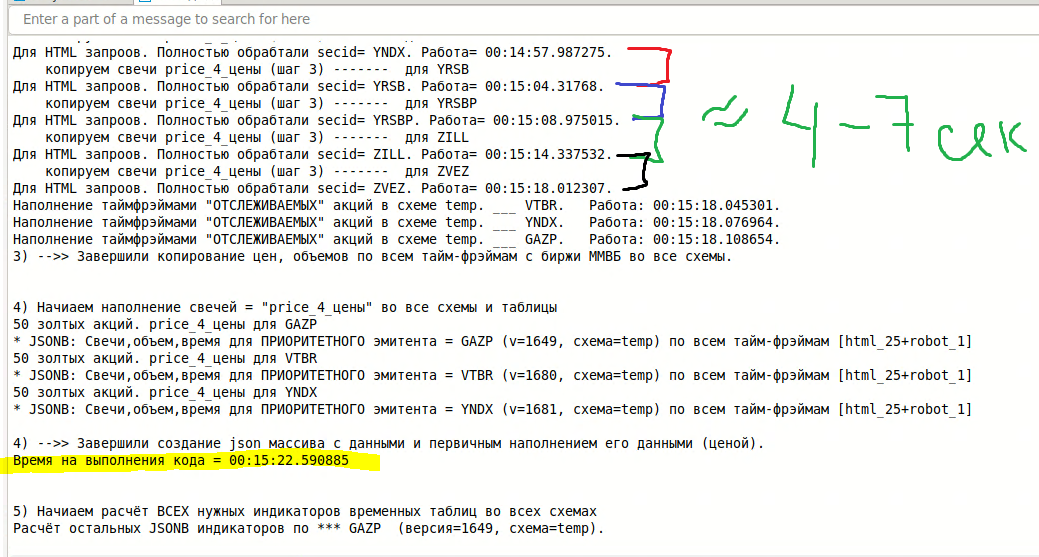 Enter a part of a message to search for here
Для HTML запроов. Полностью обрабтали secid= YNDX. Работа= 00:14:57.987275.
копируем свечи price_4_цены (шаг 3) ------- для YRSB
Для HTML запроов. Полностью обрабтали secid= YRSB. Работа= 00:15:04.31768.
копируем свечи price_4_цены (шаг 3) ------- для YRSBP
Для HTML запроов. Полностью обрабтали secid= YRSBP. Работа= 00:15:08.975015.
копируем свечи price_4_цены (шаг 3) ------- для ZILL
Для HTML запроов. Полностью обрабтали secid= ZILL. Работа= 00:15:14.337532.
копируем свечи price_4_цены (шаг 3) ------- для ZVEZ
Для HTML запроов. Полностью обрабтали secid= ZVEZ. Работа= 00:15:18.012307.
≈ 4-7 сек
Наполнение таймфрэймами "ОТСЛЕЖИВАЕМЫХ" акций в схеме temp. ___ VTBR. Работа: 00:15:18.045301.
Наполнение таймфрэймами "ОТСЛЕЖИВАЕМЫХ" акций в схеме temp. ___ YNDX. Работа: 00:15:18.076964.
Наполнение таймфрэймами "ОТСЛЕЖИВАЕМЫХ" акций в схеме temp. ___ GAZP. Работа: 00:15:18.108654.
3) -->> Завершили копирование цен, объемов по всем тайм-фрэймам с биржи ММВБ во все схемы.
4) Начиаем наполнение свечей = "price_4_цены" во все схемы и таблицы
50 золтых акций. price_4_цены для GAZP
* JSONB: Свечи,объем,время для ПРИОРИТЕТНОГО эмитента = GAZP (v=1649, схема=temp) по всем тайм-фрэймам [html_25+robot_1]
50 золтых акций. price_4_цены для VTBR
* JSONB: Свечи,объем,время для ПРИОРИТЕТНОГО эмитента = VTBR (v=1680, схема=temp) по всем тайм-фрэймам [html_25+robot_1]
50 золтых акций. price_4_цены для YNDX
* JSONB: Свечи,объем,время для ПРИОРИТЕТНОГО эмитента = YNDX (v=1681, схема=temp) по всем тайм-фрэймам [html_25+robot_1]
4) -->> Завершили создание json массива с данными и первичным наполнением его данными (ценой).
Время на выполнения кода = 00:15:22.590885
5) Начиаем расчёт ВСЕХ нужных индикаторов временных таблиц во всех схемах
Расчёт остальных JSONB индикаторов по *** GAZP (версия=1649, схема=temp).